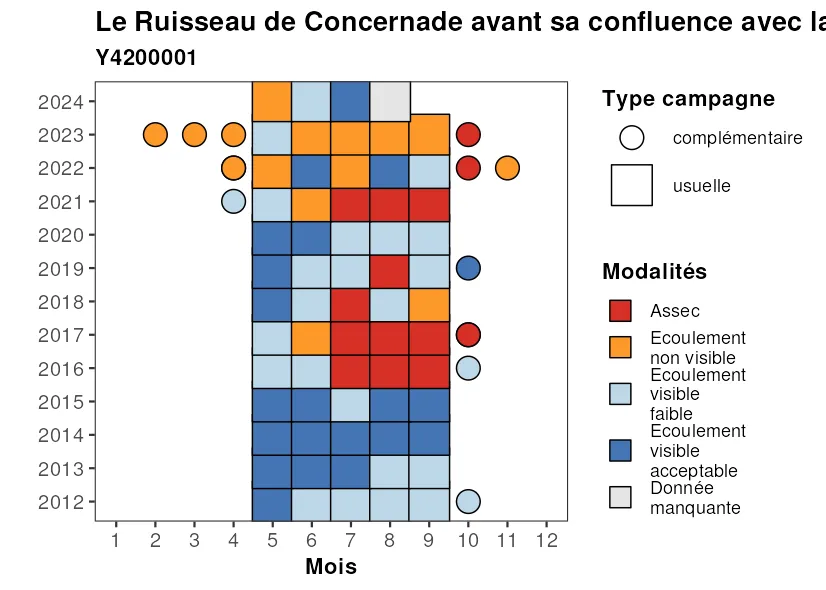 Le Ruisseau de Concernade avant sa confluence avec la
Y4200001
2024
2023
2022
2021
2020
2019
2018
2017
2016
2015
2014
2013
2012
1 2 3 4 5 6 7 8 9 10 11 12
Mois
Type campagne
complémentaire
usuelle
Modalités
Assec
Ecoulement
non visible
Ecoulement
visible
faible
Ecoulement
visible
acceptable
Donnée
manquante